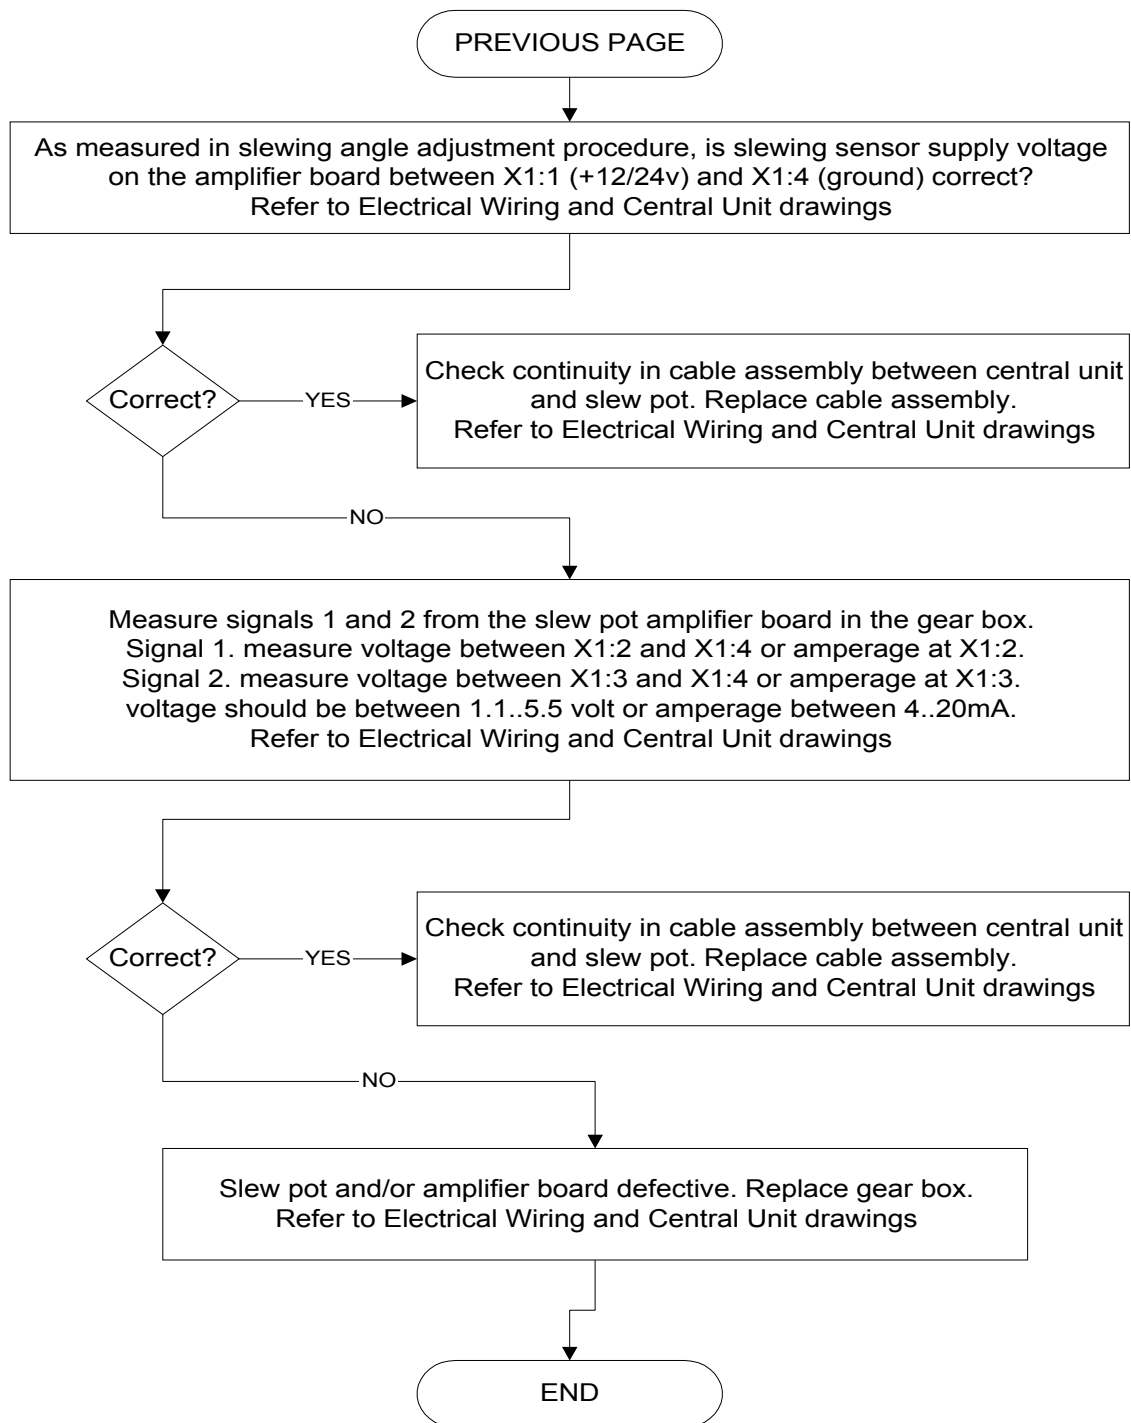 PREVIOUS PAGE
As measured in slewing angle adjustment procedure, is slewing sensor supply voltage
on the amplifier board between X1:1 (+12/24v) and X1:4 (ground) correct?
Refer to Electrical Wiring and Central Unit drawings
Correct?
YES
Check continuity in cable assembly between central unit
and slew pot. Replace cable assembly.
Refer to Electrical Wiring and Central Unit drawings
NO
Measure signals 1 and 2 from the slew pot amplifier board in the gear box.
Signal 1. measure voltage between X1:2 and X1:4 or amperage at X1:2.
Signal 2. measure voltage between X1:3 and X1:4 or amperage at X1:3.
voltage should be between 1.1..5.5 volt or amperage between 4..20mA.
Refer to Electrical Wiring and Central Unit drawings
Correct?
YES
Check continuity in cable assembly between central unit
and slew pot. Replace cable assembly.
Refer to Electrical Wiring and Central Unit drawings
NO
Slew pot and/or amplifier board defective. Replace gear box.
Refer to Electrical Wiring and Central Unit drawings
END